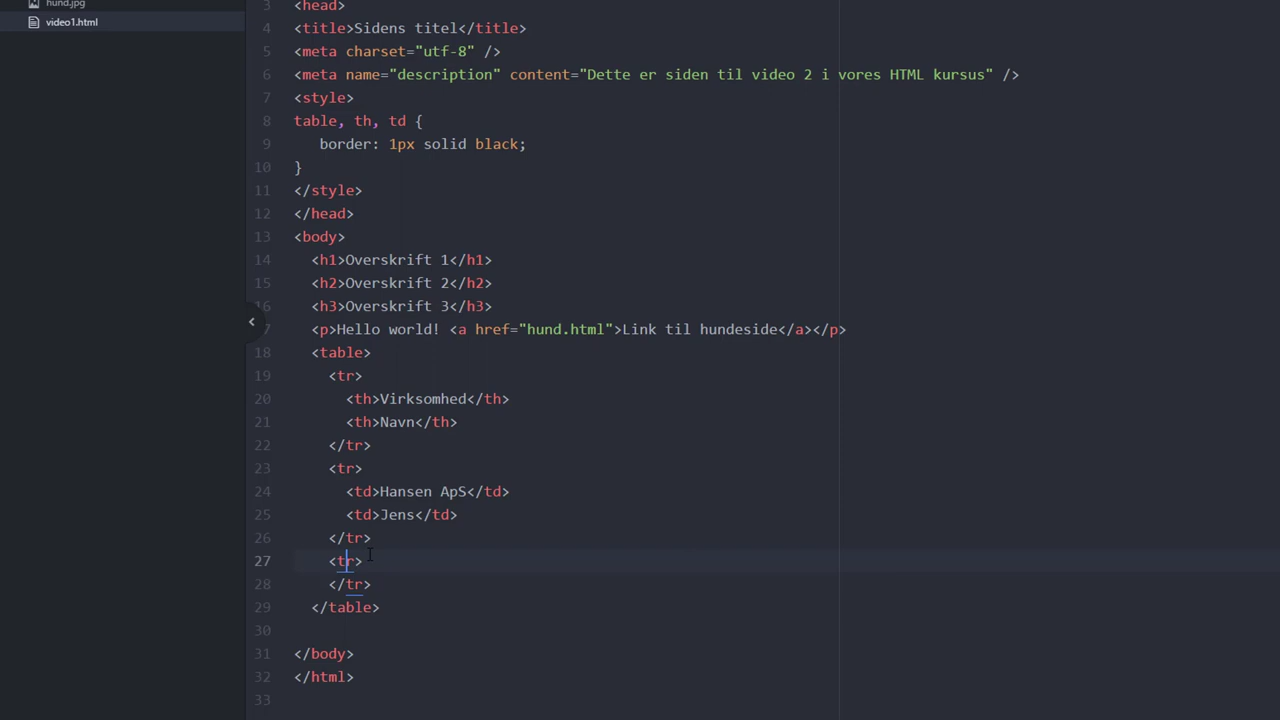 hund.jpg
video1.html
3 <head>
4 <title>Sidens titel</title>
5 <meta charset="utf-8" />
6 <meta name="description" content="Dette er siden til video 2 i vores HTML kursus" />
7 <style>
8 table, th, td {
9 border: 1px solid black;
10 }
11 </style>
12 </head>
13 <body>
14 <h1>Overskrift 1</h1>
15 <h2>Overskrift 2</h2>
16 <h3>Overskrift 3</h3>
7 <p>Hello world! <a href="hund.html">Link til hundeside</a></p>
18 <table>
19 <tr>
20 <th>Virksomhed</th>
21 <th>Navn</th>
22 </tr>
23 <tr>
24 <td>Hansen ApS</td>
25 <td>Jens</td>
26 </tr>
27 <tr>
28 </tr>
29 </table>
30
31 </body>
32 </html>
33